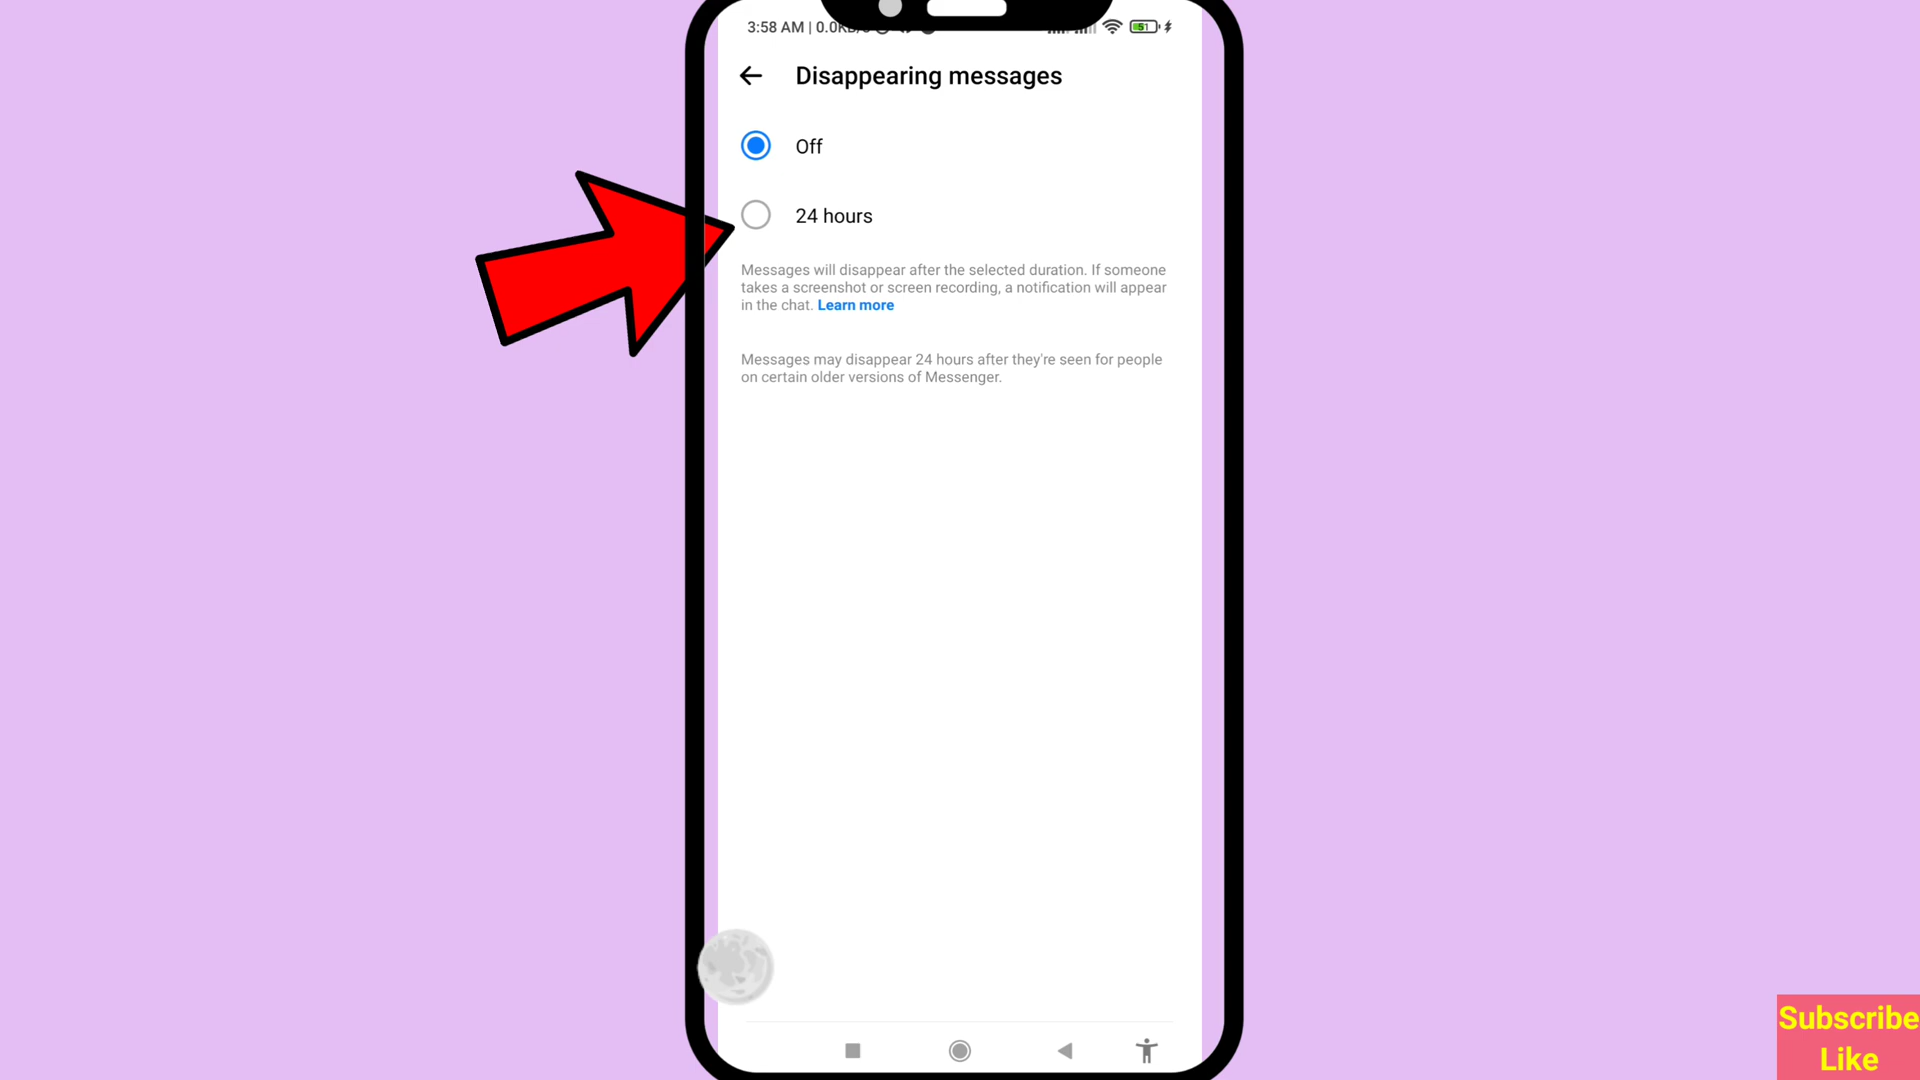 3:58 AM | 0.0KB/s
51
Disappearing messages
Off
24 hours
Messages will disappear after the selected duration. If someone
takes a screenshot or screen recording, a notification will appear
in the chat. Learn more
Messages may disappear 24 hours after they're seen for people
on certain older versions of Messenger.
Subscribe
Like